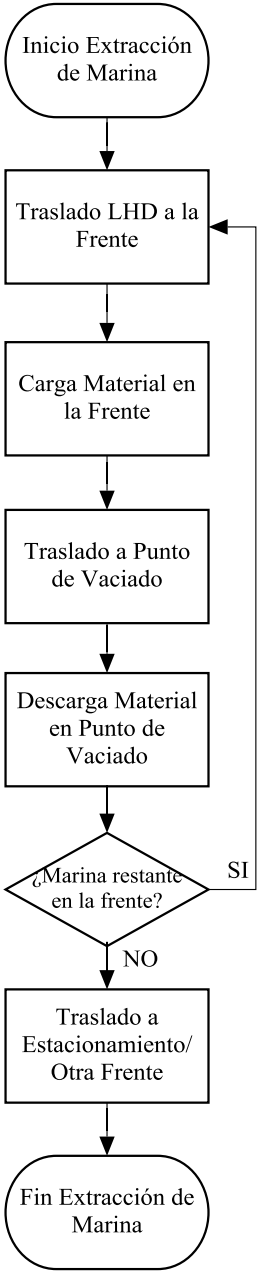 Inicio Extracción
de Marina
Traslado LHD a la
Frente
Carga Material en
la Frente
Traslado a Punto
de Vaciado
Descarga Material
en Punto de
Vaciado
¿Marina restante
en la frente?
SI
NO
Traslado a
Estacionamiento/
Otra Frente
Fin Extracción de
Marina